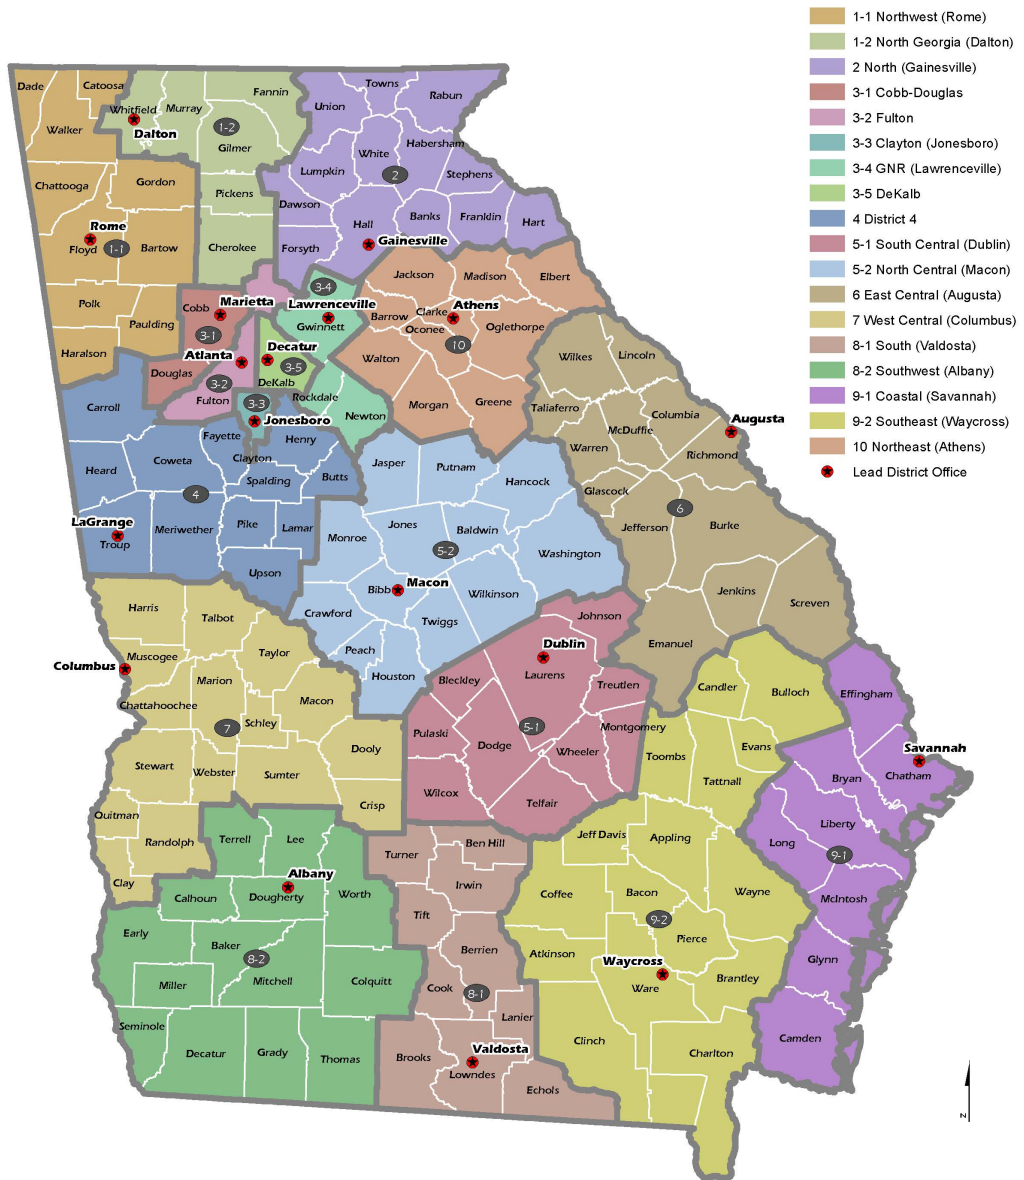 1-1 Northwest (Rome)
1-2 North Georgia (Dalton)
2 North (Gainesville)
3-1 Cobb-Douglas
3-2 Fulton
3-3 Clayton (Jonesboro)
3-4 GNR (Lawrenceville)
3-5 DeKalb
4 District 4
5-1 South Central (Dublin)
5-2 North Central (Macon)
6 East Central (Augusta)
7 West Central (Columbus)
8-1 South (Valdosta)
8-2 Southwest (Albany)
9-1 Coastal (Savannah)
9-2 Southeast (Waycross)
10 Northeast (Athens)
Lead District Office
Dade
Catoosa
Walker
Whitfield
Murray
Fannin
Dalton
1-2
Gilmer
Chattooga
Gordon
Pickens
Rome
Floyd
1-1
Bartow
Cherokee
Polk
Paulding
Haralson
Towns
Rabun
Union
White
Habersham
Lumpkin
2
Stephens
Dawson
Hall
Banks
Franklin
Hart
Forsyth
Gainesville
3-4
Cobb
Marietta
Lawrenceville
Gwinnett
3-1
Atlanta
Decatur
3-5
Douglas
3-2
DeKalb
Fulton
3-3
Rockdale
Jonesboro
Newton
Jackson
Madison
Elbert
Barrow
Clarke
Athens
Oconee
Oglethorpe
10
Walton
Morgan
Greene
Carroll
Fayette
Henry
Clayton
Heard
Coweta
Spalding
Butts
4
LaGrange
Troup
Meriwether
Pike
Lamar
Upson
Wilkes
Lincoln
Taliaferro
Columbia
McDuffie
Augusta
Warren
Richmond
Glascock
6
Jefferson
Burke
Jenkins
Screven
Emanuel
Jasper
Putnam
Hancock
Jones
Baldwin
Monroe
5-2
Washington
Bibb
Macon
Wilkinson
Crawford
Twiggs
Peach
Houston
Johnson
Dublin
Laurens
Bleckley
Treutlen
Pulaski
5-1
Montgomery
Dodge
Wheeler
Wilcox
Telfair
Harris
Talbot
Columbus
Muscogee
Taylor
Marion
Macon
Chattahoochee
7
Schley
Dooly
Stewart
Webster
Sumter
Quitman
Crisp
Randolph
Clay
Terrell
Lee
Albany
Calhoun
Dougherty
Worth
Early
Baker
8-2
Miller
Mitchell
Colquitt
Seminole
Decatur
Grady
Thomas
Turner
Ben Hill
Irwin
Tift
Berrien
Cook
8-1
Lanier
Brooks
Valdosta
Lowndes
Echols
Candler
Bulloch
Toombs
Evans
Tattnall
Jeff Davis
Appling
Coffee
Bacon
Wayne
9-2
Atkinson
Pierce
Waycross
Ware
Brantley
Clinch
Charlton
Effingham
Savannah
Bryan
Chatham
Liberty
Long
9-1
McIntosh
Glynn
Camden
N